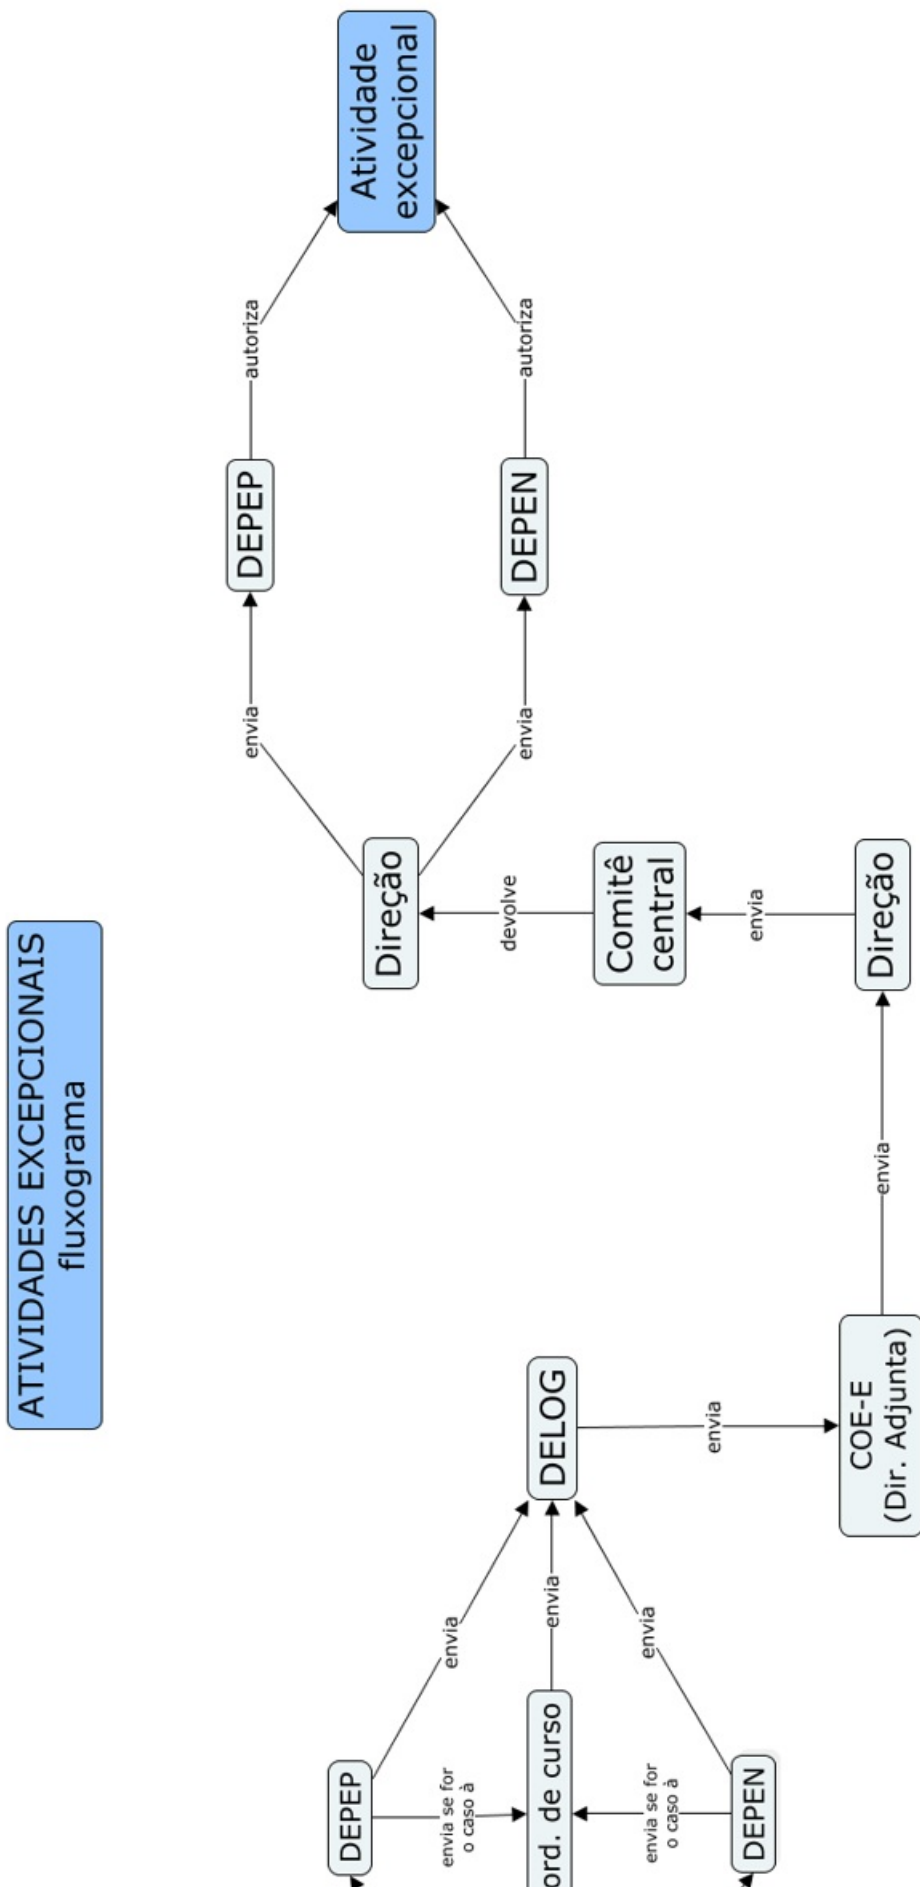 ATIVIDADES EXCEPCIONAIS
fluxograma
DEPEP
envia se for
o caso à
ord. de curso
envia se for
o caso à
DEPEN
envia
envia
envia
DELOG
envia
COE-E
(Dir. Adjunta)
envia
Direção
envia
Comitê
central
devolve
Direção
envia
envia
DEPEP
DEPEN
autoriza
autoriza
Atividade
excepcional